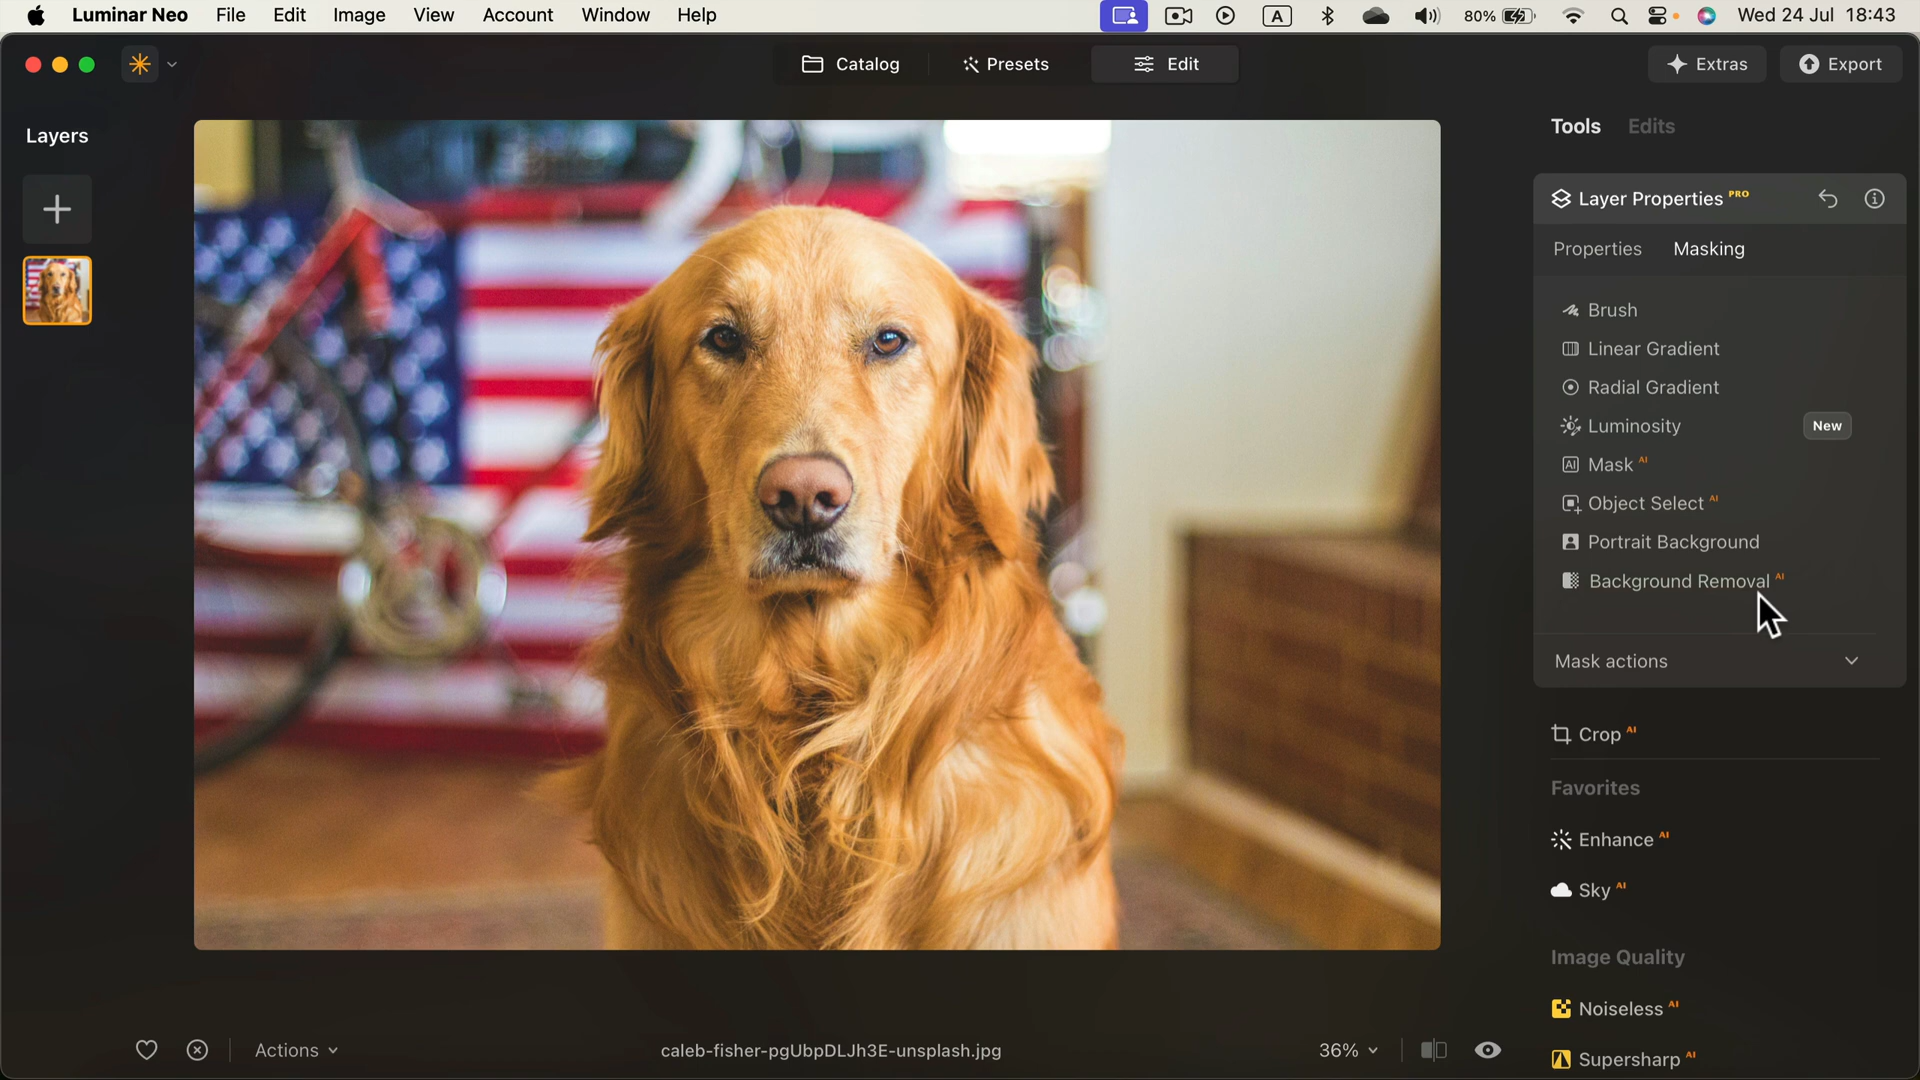 Luminar Neo File Edit Image View Account Window Help A 80% Wed 24 Jul 18:43
Catalog Presets Edit Extras Export
Layers
Tools Edits
Layer Properties PRO
Properties Masking
Brush
Linear Gradient
Radial Gradient
Luminosity New
Mask AI
Object Select AI
Portrait Background
Background Removal AI
Mask actions
Crop AI
Favorites
Enhance AI
Sky AI
Image Quality
Noiseless AI
Supersharp AI
Actions caleb-fisher-pgUbpDLJh3E-unsplash.jpg 36%